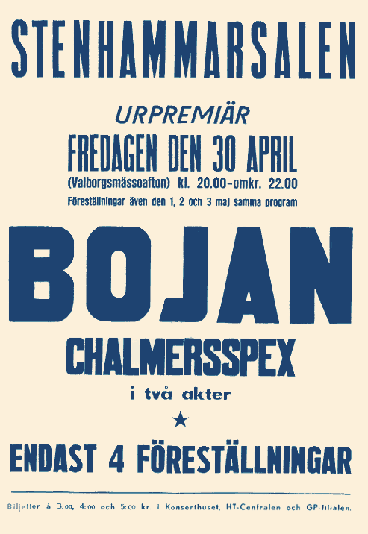 STENHAMMARSALEN
URPREMIÄR
FREDAGEN DEN 30 APRIL
(Valborgsmässoafton) kl. 20.00-omkr. 22.00
Föreställningar även den 1, 2 och 3 maj samma program
BOJAN
CHALMERSSPEX
i två akter
ENDAST 4 FÖRESTÄLLNINGAR
Biljetter à 3:00, 4:00 och 5:00 kr. i Konserthuset, HT-Centralen och GP-filialen.